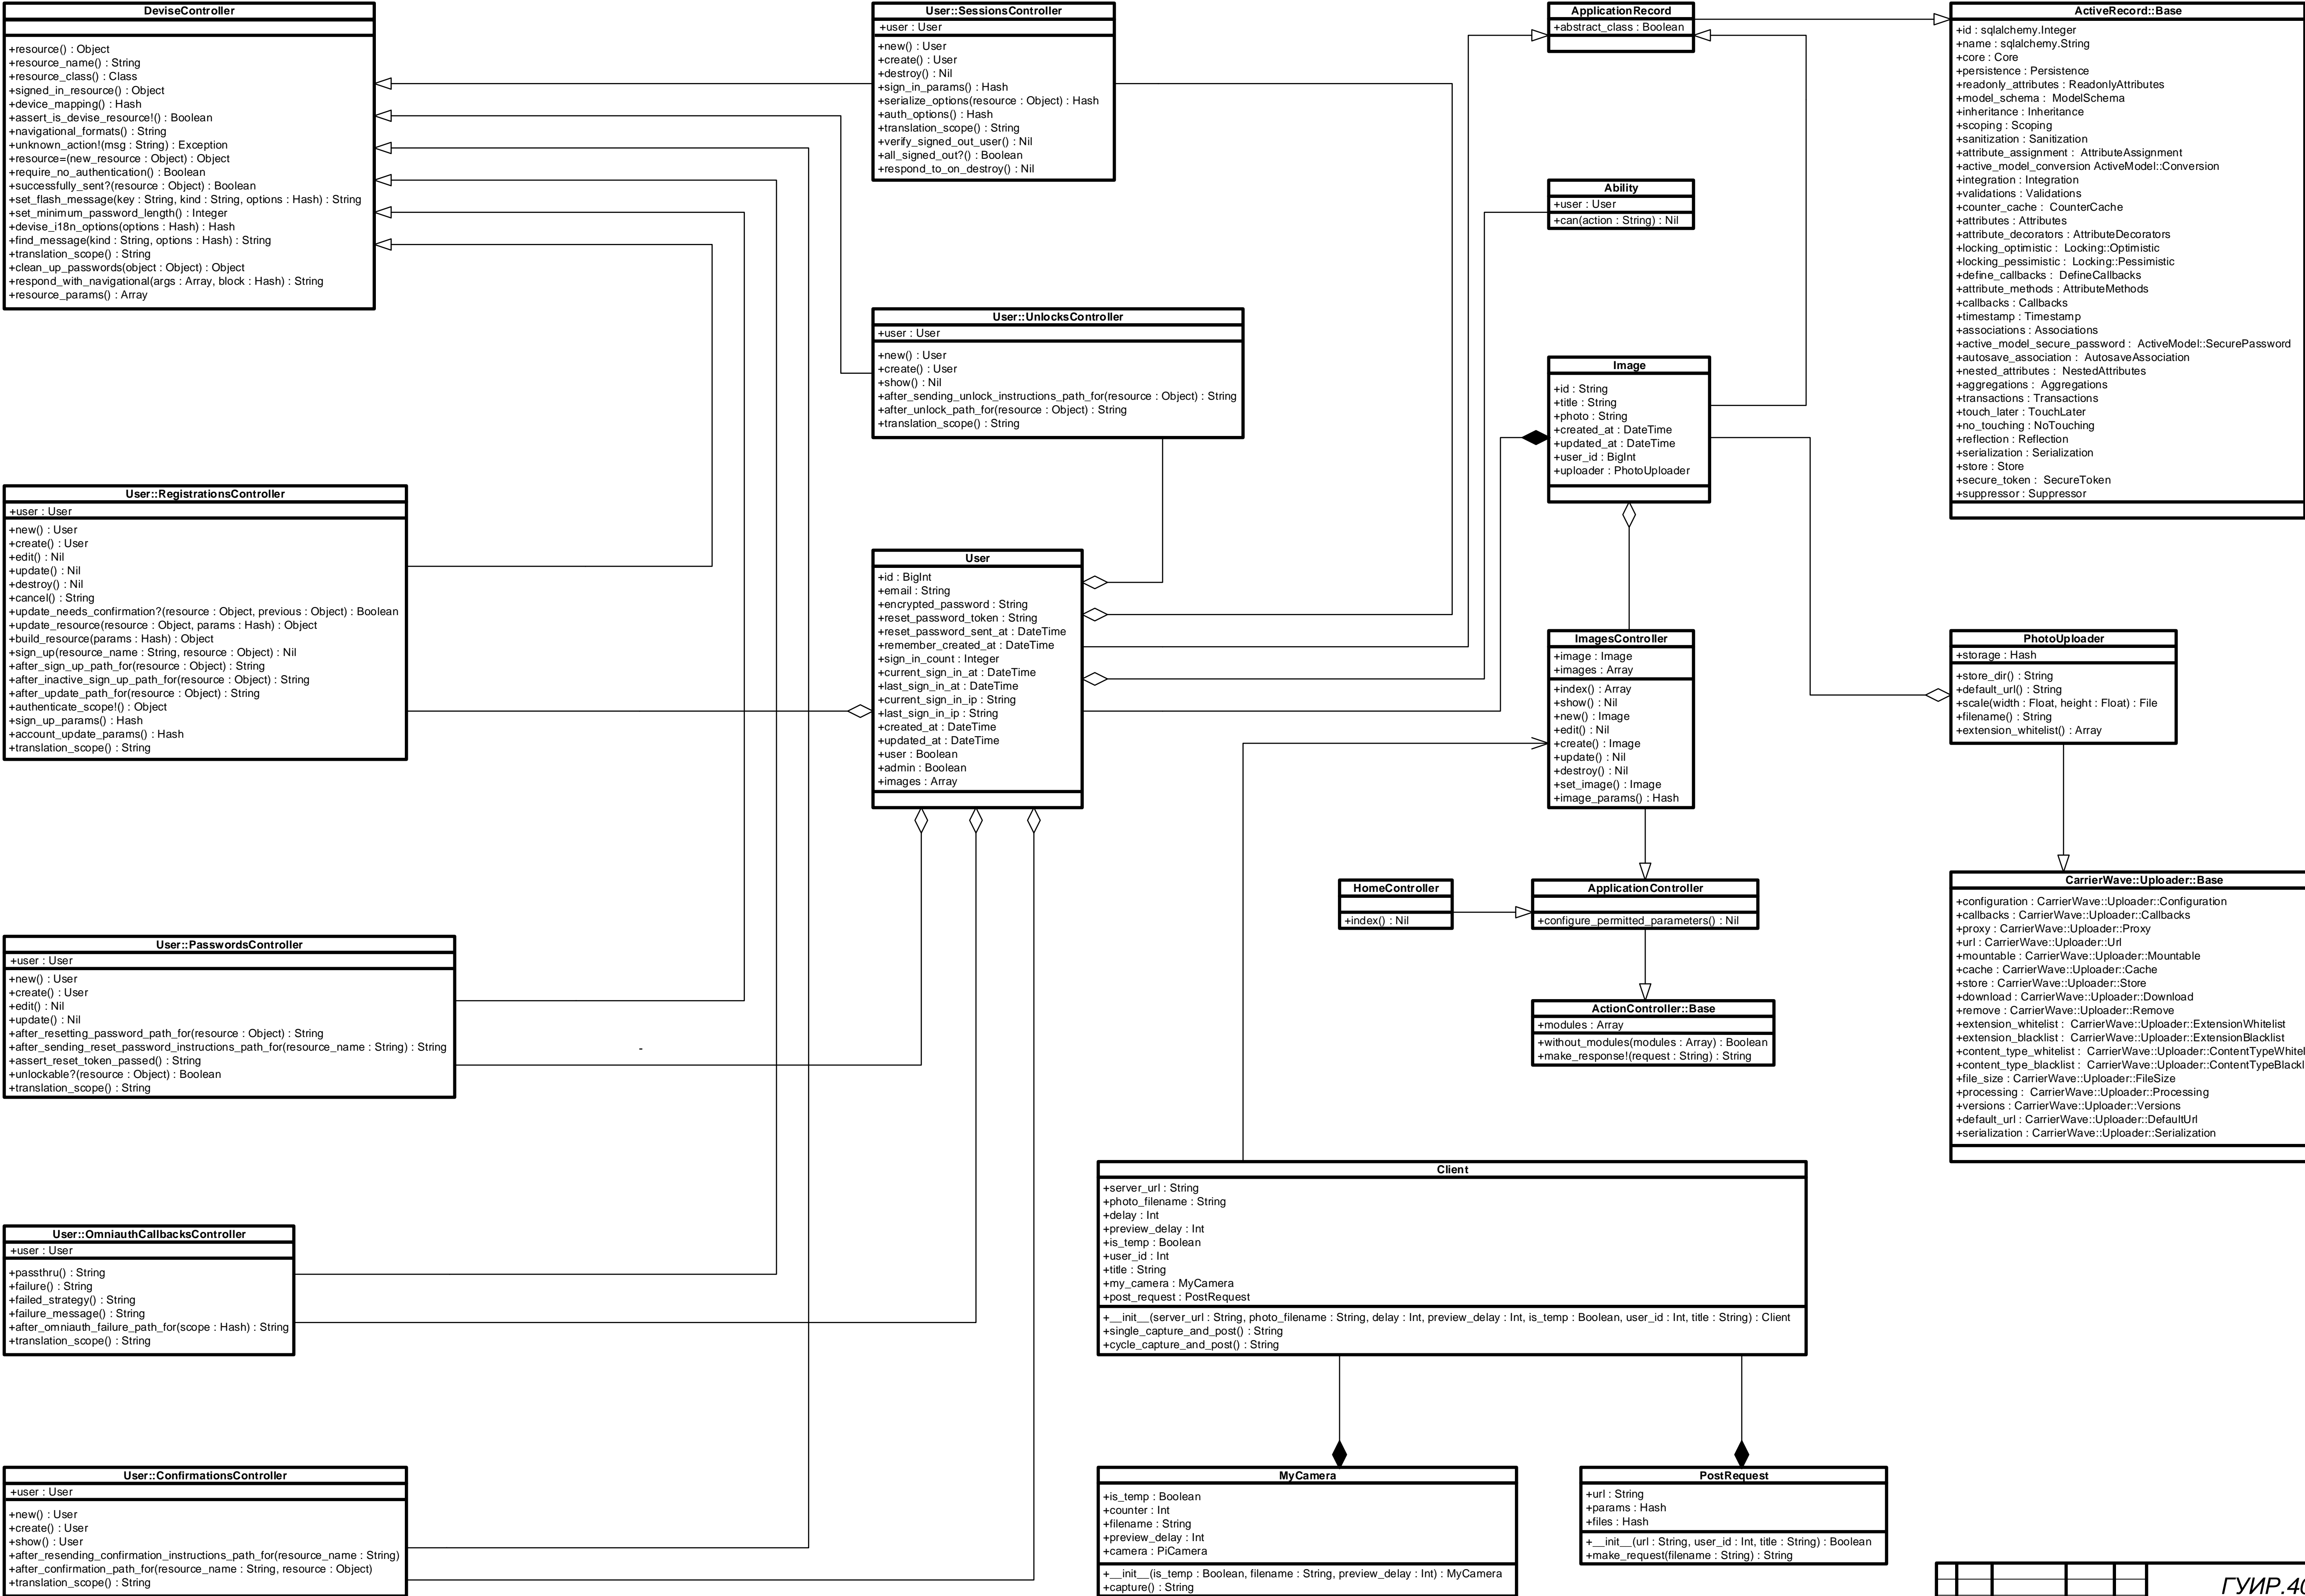 DeviseController
+resource() : Object
+resource_name() : String
+resource_class() : Class
+signed_in_resource() : Object
+device_mapping() : Hash
+assert_is_devise_resource!() : Boolean
+navigational_formats() : String
+unknown_action!(msg : String) : Exception
+resource=(new_resource : Object) : Object
+require_no_authentication() : Boolean
+successfully_sent?(resource : Object) : Boolean
+set_flash_message(key : String, kind : String, options : Hash) : String
+set_minimum_password_length() : Integer
+devise_i18n_options(options : Hash) : Hash
+find_message(kind : String, options : Hash) : String
+translation_scope() : String
+clean_up_passwords(object : Object) : Object
+respond_with_navigational(args : Array, block : Hash) : String
+resource_params() : Array
User::SessionsController
+user : User
+new() : User
+create() : User
+destroy() : Nil
+sign_in_params() : Hash
+serialize_options(resource : Object) : Hash
+auth_options() : Hash
+translation_scope() : String
+verify_signed_out_user() : Nil
+all_signed_out?() : Boolean
+respond_to_on_destroy() : Nil
ApplicationRecord
+abstract_class : Boolean
ActiveRecord::Base
+id : sqlalchemy.Integer
+name : sqlalchemy.String
+core : Core
+persistence : Persistence
+readonly_attributes : ReadonlyAttributes
+model_schema :  ModelSchema
+inheritance : Inheritance
+scoping : Scoping
+sanitization : Sanitization
+attribute_assignment :  AttributeAssignment
+active_model_conversion ActiveModel::Conversion
+integration : Integration
+validations : Validations
+counter_cache :  CounterCache
+attributes : Attributes
+attribute_decorators : AttributeDecorators
+locking_optimistic :  Locking::Optimistic
+locking_pessimistic :  Locking::Pessimistic
+define_callbacks :  DefineCallbacks
+attribute_methods : AttributeMethods
+callbacks : Callbacks
+timestamp : Timestamp
+associations : Associations
+active_model_secure_password :  ActiveModel::SecurePassword
+autosave_association :  AutosaveAssociation
+nested_attributes :  NestedAttributes
+aggregations :  Aggregations
+transactions : Transactions
+touch_later : TouchLater
+no_touching : NoTouching
+reflection : Reflection
+serialization : Serialization
+store : Store
+secure_token :  SecureToken
+suppressor : Suppressor
Ability
+user : User
+can(action : String) : Nil
User::UnlocksController
+user : User
+new() : User
+create() : User
+show() : Nil
+after_sending_unlock_instructions_path_for(resource : Object) : String
+after_unlock_path_for(resource : Object) : String
+translation_scope() : String
Image
+id : String
+title : String
+photo : String
+created_at : DateTime
+updated_at : DateTime
+user_id : BigInt
+uploader : PhotoUploader
User::RegistrationsController
+user : User
+new() : User
+create() : User
+edit() : Nil
+update() : Nil
+destroy() : Nil
+cancel() : String
+update_needs_confirmation?(resource : Object, previous : Object) : Boolean
+update_resource(resource : Object, params : Hash) : Object
+build_resource(params : Hash) : Object
+sign_up(resource_name : String, resource : Object) : Nil
+after_sign_up_path_for(resource : Object) : String
+after_inactive_sign_up_path_for(resource : Object) : String
+after_update_path_for(resource : Object) : String
+authenticate_scope!() : Object
+sign_up_params() : Hash
+account_update_params() : Hash
+translation_scope() : String
User
+id : BigInt
+email : String
+encrypted_password : String
+reset_password_token : String
+reset_password_sent_at : DateTime
+remember_created_at : DateTime
+sign_in_count : Integer
+current_sign_in_at : DateTime
+last_sign_in_at : DateTime
+current_sign_in_ip : String
+last_sign_in_ip : String
+created_at : DateTime
+updated_at : DateTime
+user : Boolean
+admin : Boolean
+images : Array
ImagesController
+image : Image
+images : Array
+index() : Array
+show() : Nil
+new() : Image
+edit() : Nil
+create() : Image
+update() : Nil
+destroy() : Nil
+set_image() : Image
+image_params() : Hash
PhotoUploader
+storage : Hash
+store_dir() : String
+default_url() : String
+scale(width : Float, height : Float) : File
+filename() : String
+extension_whitelist() : Array
HomeController
+index() : Nil
ApplicationController
+configure_permitted_parameters() : Nil
CarrierWave::Uploader::Base
+configuration : CarrierWave::Uploader::Configuration
+callbacks : CarrierWave::Uploader::Callbacks
+proxy : CarrierWave::Uploader::Proxy
+url : CarrierWave::Uploader::Url
+mountable : CarrierWave::Uploader::Mountable
+cache : CarrierWave::Uploader::Cache
+store : CarrierWave::Uploader::Store
+download : CarrierWave::Uploader::Download
+remove : CarrierWave::Uploader::Remove
+extension_whitelist :  CarrierWave::Uploader::ExtensionWhitelist
+extension_blacklist :  CarrierWave::Uploader::ExtensionBlacklist
+content_type_whitelist :  CarrierWave::Uploader::ContentTypeWhitel
+content_type_blacklist :  CarrierWave::Uploader::ContentTypeBlackl
+file_size : CarrierWave::Uploader::FileSize
+processing :  CarrierWave::Uploader::Processing
+versions : CarrierWave::Uploader::Versions
+default_url : CarrierWave::Uploader::DefaultUrl
+serialization : CarrierWave::Uploader::Serialization
User::PasswordsController
+user : User
+new() : User
+create() : User
+edit() : Nil
+update() : Nil
+after_resetting_password_path_for(resource : Object) : String
+after_sending_reset_password_instructions_path_for(resource_name : String) : String
+assert_reset_token_passed() : String
+unlockable?(resource : Object) : Boolean
+translation_scope() : String
-
ActionController::Base
+modules : Array
+without_modules(modules : Array) : Boolean
+make_response!(request : String) : String
Client
+server_url : String
+photo_filename : String
+delay : Int
+preview_delay : Int
+is_temp : Boolean
+user_id : Int
+title : String
+my_camera : MyCamera
+post_request : PostRequest
+__init__(server_url : String, photo_filename : String, delay : Int, preview_delay : Int, is_temp : Boolean, user_id : Int, title : String) : Client
+single_capture_and_post() : String
+cycle_capture_and_post() : String
User::OmniauthCallbacksController
+user : User
+passthru() : String
+failure() : String
+failed_strategy() : String
+failure_message() : String
+after_omniauth_failure_path_for(scope : Hash) : String
+translation_scope() : String
User::ConfirmationsController
+user : User
+new() : User
+create() : User
+show() : User
+after_resending_confirmation_instructions_path_for(resource_name : String)
+after_confirmation_path_for(resource_name : String, resource : Object)
+translation_scope() : String
MyCamera
+is_temp : Boolean
+counter : Int
+filename : String
+preview_delay : Int
+camera : PiCamera
+__init__(is_temp : Boolean, filename : String, preview_delay : Int) : MyCamera
+capture() : String
PostRequest
+url : String
+params : Hash
+files : Hash
+__init__(url : String, user_id : Int, title : String) : Boolean
+make_request(filename : String) : String
ГУИР.40